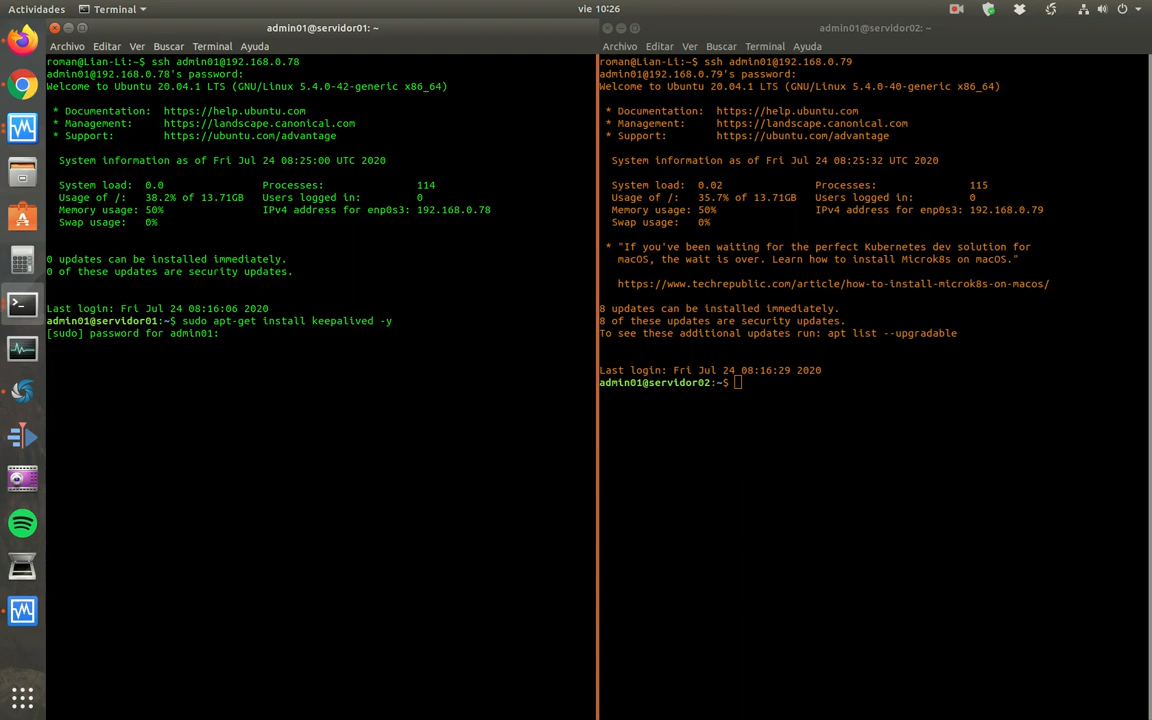 Actividades Terminal vie 10:26
admin01@servidor01: ~
Archivo Editar Ver Buscar Terminal Ayuda
roman@Lian-Li:~$ ssh admin01@192.168.0.78
admin01@192.168.0.78's password:
Welcome to Ubuntu 20.04.1 LTS (GNU/Linux 5.4.0-42-generic x86_64)
* Documentation: https://help.ubuntu.com
* Management: https://landscape.canonical.com
* Support: https://ubuntu.com/advantage
System information as of Fri Jul 24 08:25:00 UTC 2020
System load: 0.0 Processes: 114
Usage of /: 38.2% of 13.71GB Users logged in: 0
Memory usage: 50% IPv4 address for enp0s3: 192.168.0.78
Swap usage: 0%
0 updates can be installed immediately.
0 of these updates are security updates.
Last login: Fri Jul 24 08:16:06 2020
admin01@servidor01:~$ sudo apt-get install keepalived -y
[sudo] password for admin01:
admin01@servidor02: ~
Archivo Editar Ver Buscar Terminal Ayuda
roman@Lian-Li:~$ ssh admin01@192.168.0.79
admin01@192.168.0.79's password:
Welcome to Ubuntu 20.04.1 LTS (GNU/Linux 5.4.0-40-generic x86_64)
* Documentation: https://help.ubuntu.com
* Management: https://landscape.canonical.com
* Support: https://ubuntu.com/advantage
System information as of Fri Jul 24 08:25:32 UTC 2020
System load: 0.02 Processes: 115
Usage of /: 35.7% of 13.71GB Users logged in: 0
Memory usage: 50% IPv4 address for enp0s3: 192.168.0.79
Swap usage: 0%
* "If you've been waiting for the perfect Kubernetes dev solution for
macOS, the wait is over. Learn how to install Microk8s on macOS."
https://www.techrepublic.com/article/how-to-install-microk8s-on-macos/
8 updates can be installed immediately.
8 of these updates are security updates.
To see these additional updates run: apt list --upgradable
Last login: Fri Jul 24 08:16:29 2020
admin01@servidor02:~$